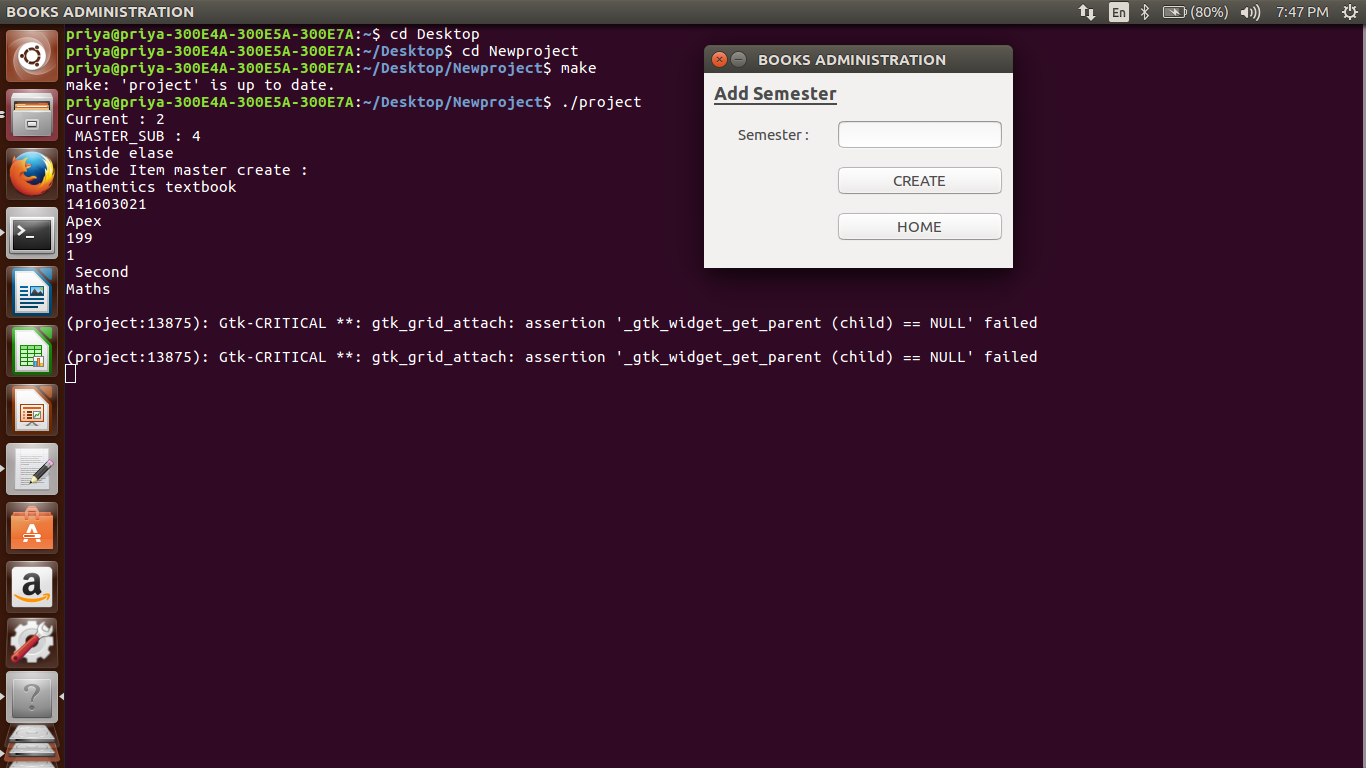 BOOKS ADMINISTRATION
En
(80%)
7:47 PM
priya@priya-300E4A-300E5A-300E7A:~$ cd Desktop
priya@priya-300E4A-300E5A-300E7A:~/Desktop$ cd Newproject
priya@priya-300E4A-300E5A-300E7A:~/Desktop/Newproject$ make
make: 'project' is up to date.
priya@priya-300E4A-300E5A-300E7A:~/Desktop/Newproject$ ./project
Current : 2
MASTER_SUB : 4
inside elase
Inside Item master create :
mathemtics textbook
141603021
Apex
199
1
Second
Maths
(project:13875): Gtk-CRITICAL **: gtk_grid_attach: assertion '_gtk_widget_get_parent (child) == NULL' failed
(project:13875): Gtk-CRITICAL **: gtk_grid_attach: assertion '_gtk_widget_get_parent (child) == NULL' failed
BOOKS ADMINISTRATION
Add Semester
Semester :
CREATE
HOME